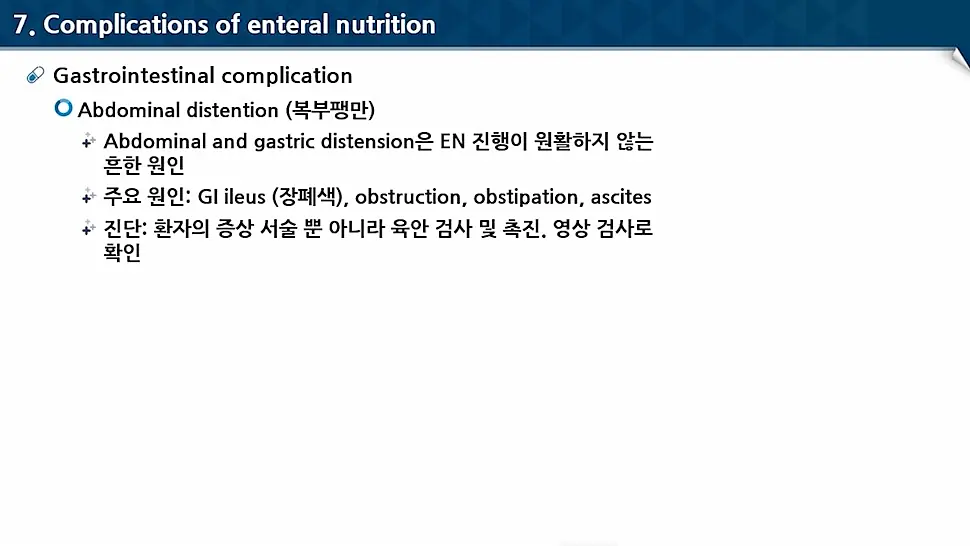 7. Complications of enteral nutrition
Gastrointestinal complication
Abdominal distention (복부팽만)
Abdominal and gastric distension은 EN 진행이 원활하지 않는
흔한 원인
주요 원인: GI ileus (장폐색), obstruction, obstipation, ascites
진단: 환자의 증상 서술 뿐 아니라 육안 검사 및 촉진, 영상 검사로
확인